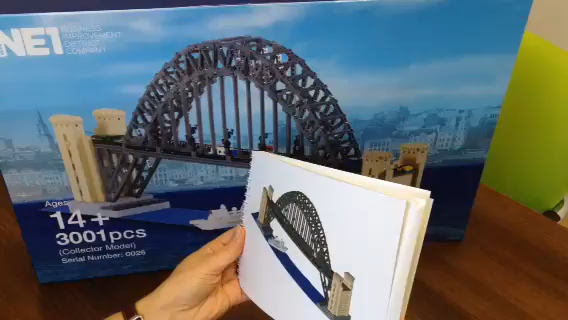 NE1
BUSINESS
IMPROVEMENT
DISTRICT
COMPANY
Ages
14+
3001pcs
(Collector Model)
Serial Number: 0026